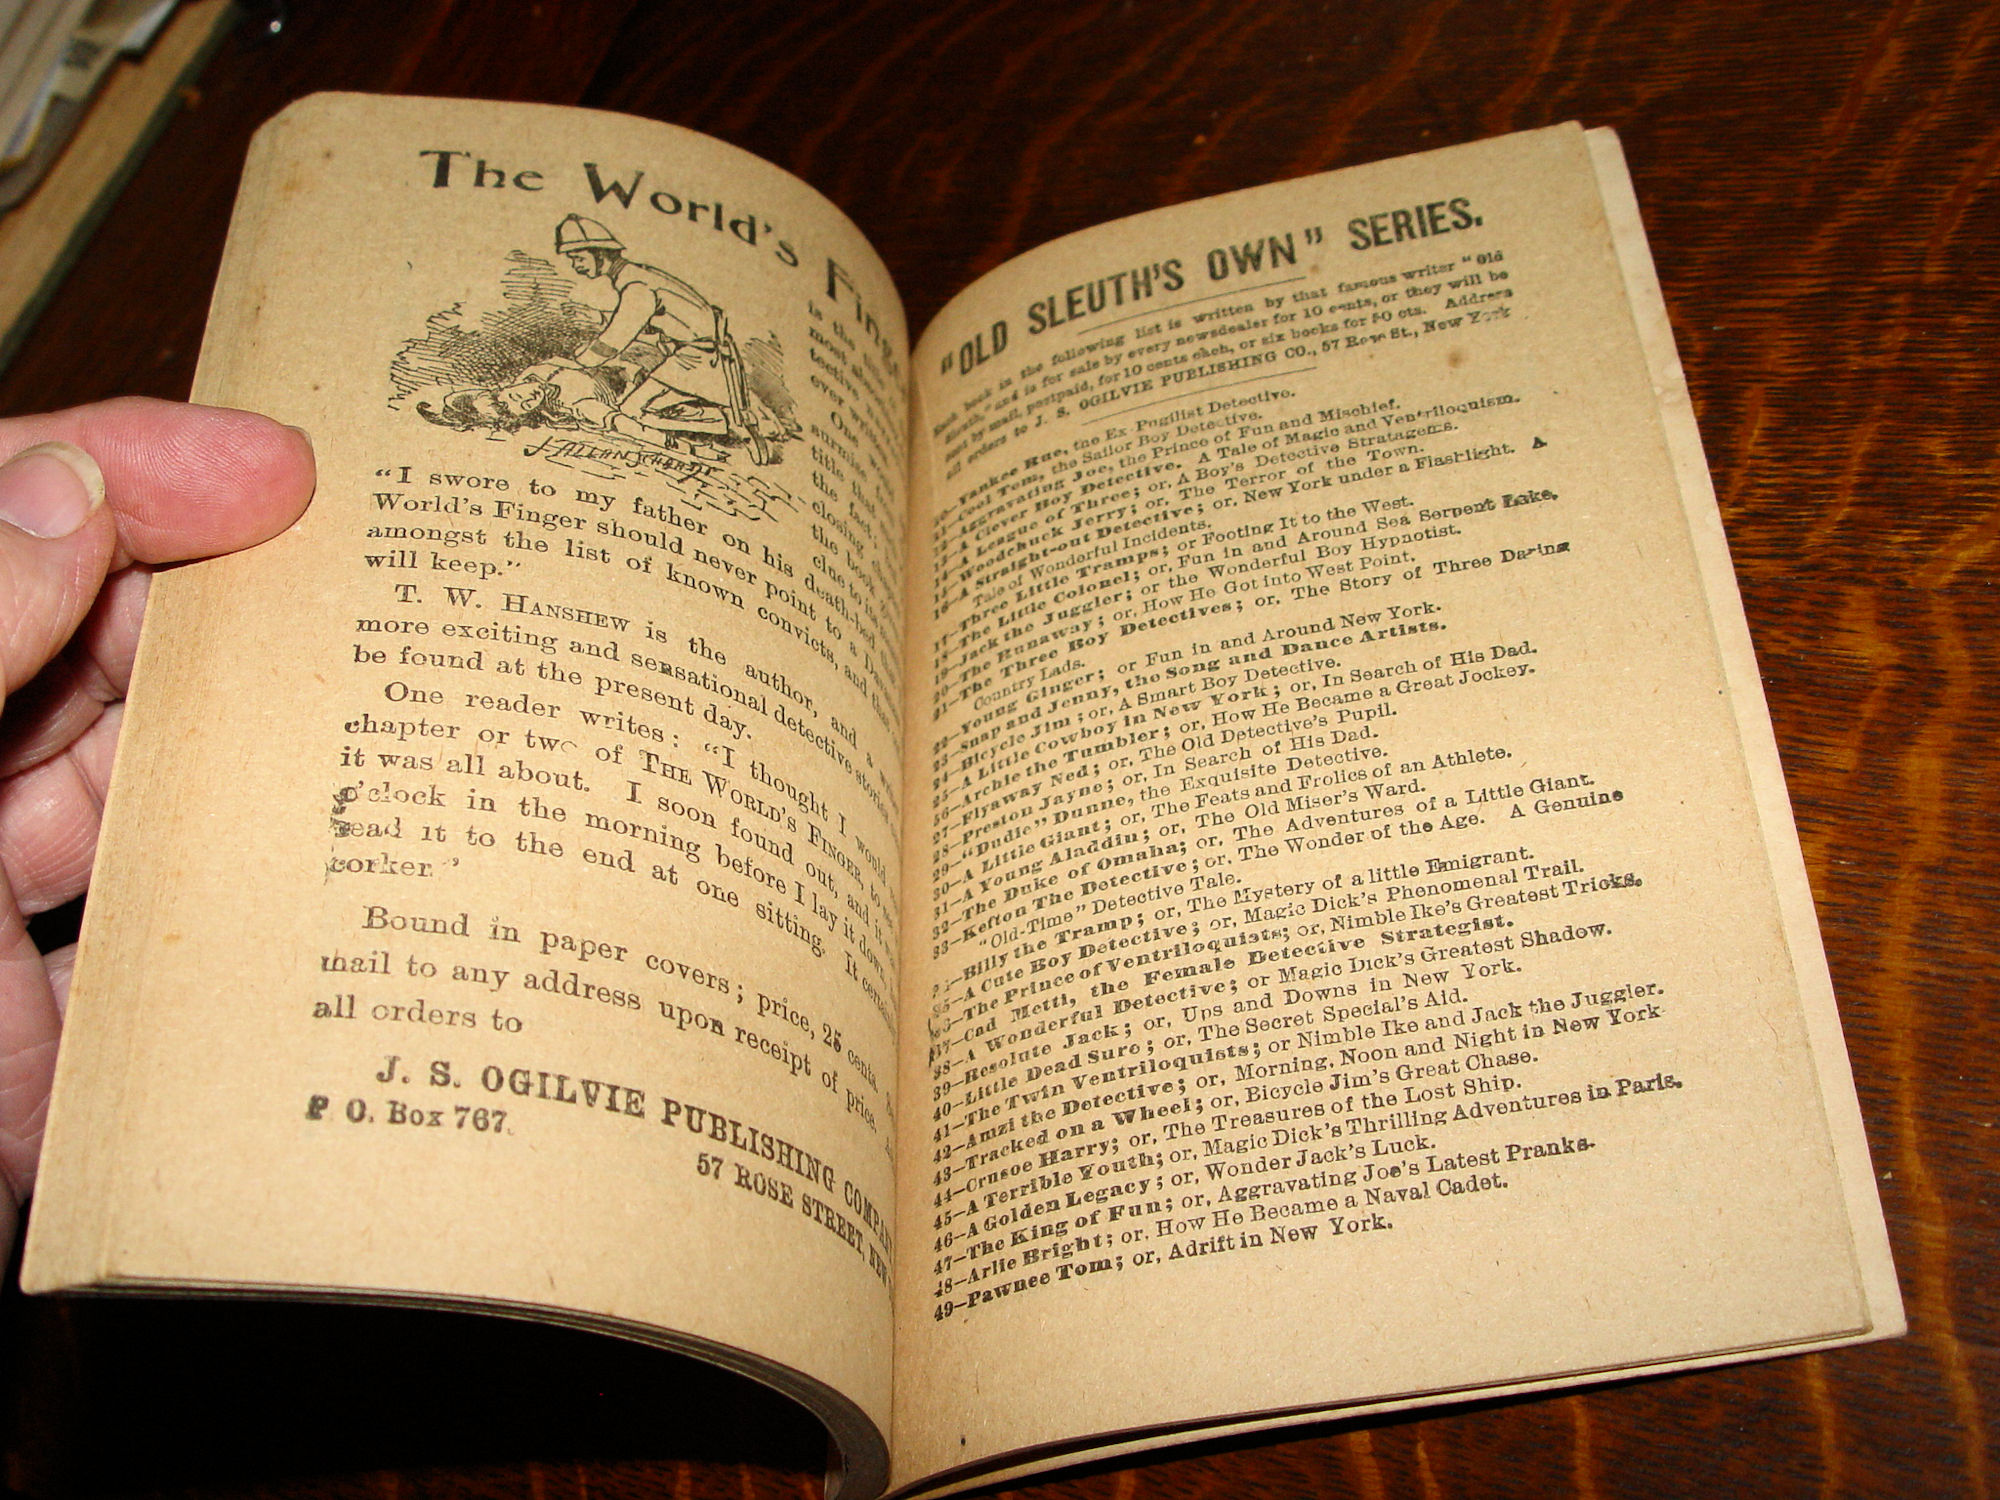 The World's Fing
is the
most
tective
ever
One
surmise
title
the fact,
closing
the book
clue to its
J. ALLAN
"I swore to my father on his death-bed that
World's Finger should never point to a
amongst the list of known convicts, and that
will keep."
T. W. HANSHEW is the author, and a
more exciting and sensational detective stories
be found at the present day.
One reader writes: "I thought I would
chapter or two of THE WORLD'S FINGER, to
it was all about. I soon found out, and it
o'clock in the morning before I lay it down,
read it to the end at one sitting. It
corker."
Bound in paper covers; price, 25 cents.
mail to any address upon receipt of price.
all orders to
J. S. OGILVIE PUBLISHING COMPAN
P O. Box 767.
57 ROSE STREET, NEW
"OLD SLEUTH'S OWN" SERIES.
Each book in the following list is written by that famous writer "Old
Sleuth," and is for sale by every newsdealer for 10 cents, or they will be
sent by mail, postpaid, for 10 cents each, or six books for 50 cts. Address
all orders to J. S. OGILVIE PUBLISHING CO., 57 Rose St., New York
Yankee Rue, the Ex-Pugilist Detective.
Cool Tom, the Sailor Boy Detective.
Aggravating Joe, the Prince of Fun and Mischief.
A Clever Boy Detective. A Tale of Magic and Ventriloquism.
A League of Three; or, A Boy's Detective Stratagems.
Woodchuck Jerry; or, The Terror of the Town.
16—A Straight-out Detective; or, New York under a Flashlight. A
Tale of Wonderful Incidents.
17—Three Little Tramps; or Footing It to the West.
18—The Little Colonel; or, Fun in and Around Sea Serpent Lake.
19—Jack the Juggler; or the Wonderful Boy Hypnotist.
20—The Runaway; or, How He Got into West Point.
21—The Three Boy Detectives; or, The Story of Three Daring
Country Lads.
22—Young Ginger; or Fun in and Around New York.
23—Snap and Jenny, the Song and Dance Artists.
24—Bicycle Jim; or, A Smart Boy Detective.
25—A Little Cowboy in New York; or, In Search of His Dad.
26—Archie the Tumbler; or, How He Became a Great Jockey.
27—Flyaway Ned; or, The Old Detective's Pupil.
28—Preston Jayne; or, In Search of His Dad.
29—"Dudie" Dunne, the Exquisite Detective.
30—A Little Giant; or, The Feats and Frolics of an Athlete.
31—A Young Aladdin; or, The Old Miser's Ward.
32—The Duke of Omaha; or, The Adventures of a Little Giant.
33—Kefton The Detective; or, The Wonder of the Age. A Genuine
"Old-Time" Detective Tale.
Billy the Tramp; or, The Mystery of a little Emigrant.
35—A Cute Boy Detective; or, Magic Dick's Phenomenal Trail.
36—The Prince of Ventriloquists; or, Nimble Ike's Greatest Tricks.
37—Cad Metti, the Female Detective Strategist.
38—A Wonderful Detective; or Magic Dick's Greatest Shadow.
39—Resolute Jack; or, Ups and Downs in New York.
40—Little Dead Sure; or, The Secret Special's Aid.
41—The Twin Ventriloquists; or Nimble Ike and Jack the Juggler.
42—Amzi the Detective; or, Morning, Noon and Night in New York
43—Tracked on a Wheel; or, Bicycle Jim's Great Chase.
44—Crusoe Harry; or, The Treasures of the Lost Ship.
45—A Terrible Youth; or, Magic Dick's Thrilling Adventures in Paris.
46—A Golden Legacy; or, Wonder Jack's Luck.
47—The King of Fun; or, Aggravating Joe's Latest Pranks.
48—Arlie Bright; or, How He Became a Naval Cadet.
49—Pawnee Tom; or, Adrift in New York.